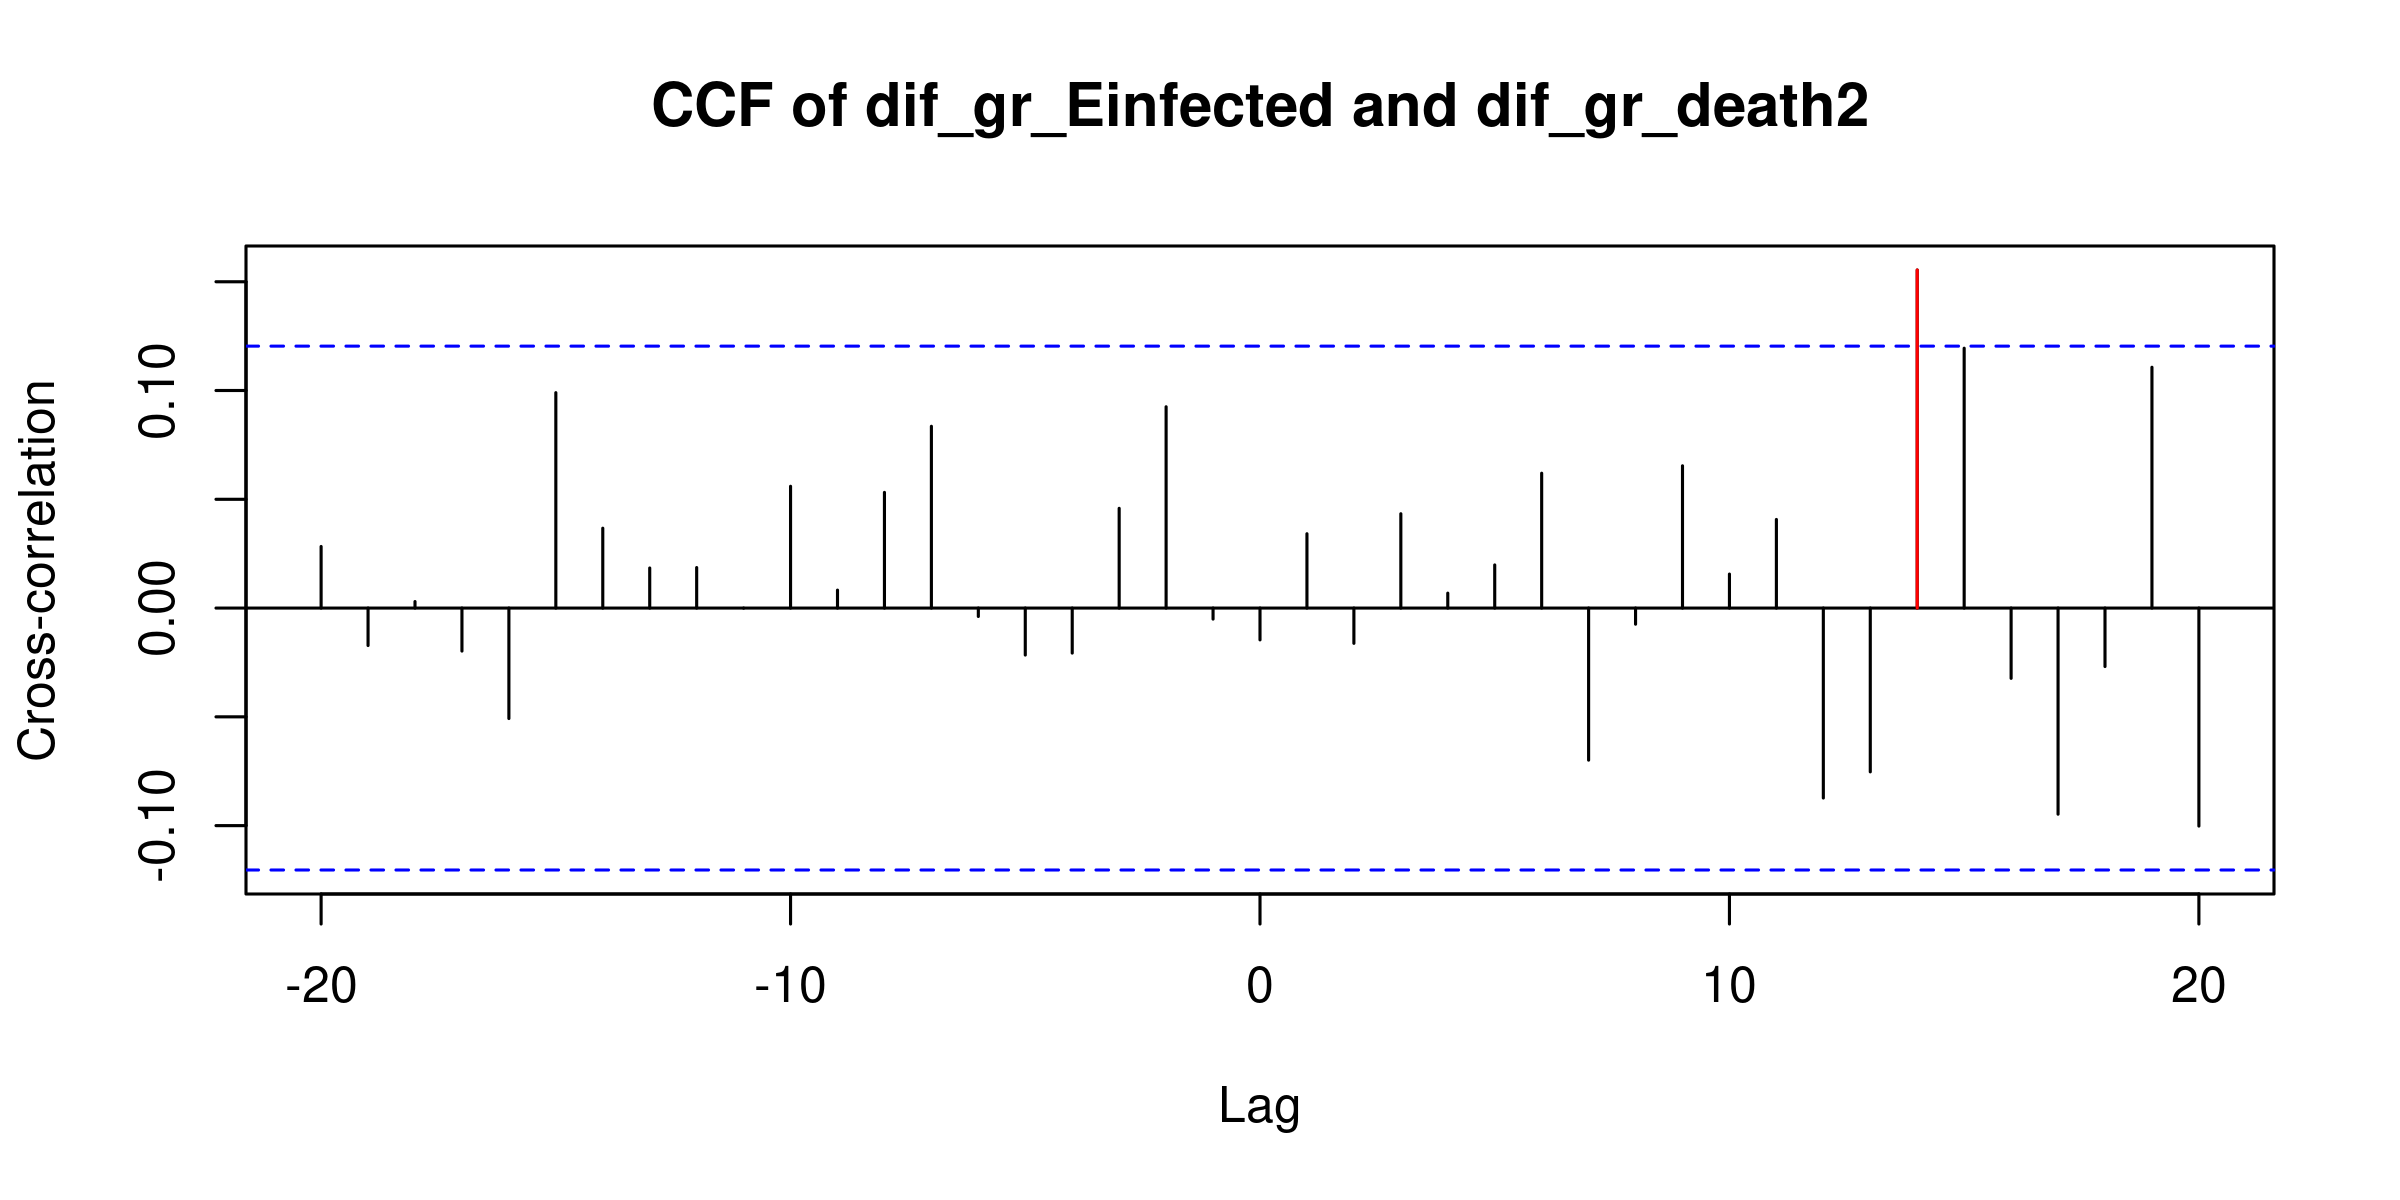 CCF of dif_gr_Einfected and dif_gr_death2
Cross-correlation
0.10
0.00
-0.10
-20 -10 0 10 20
Lag